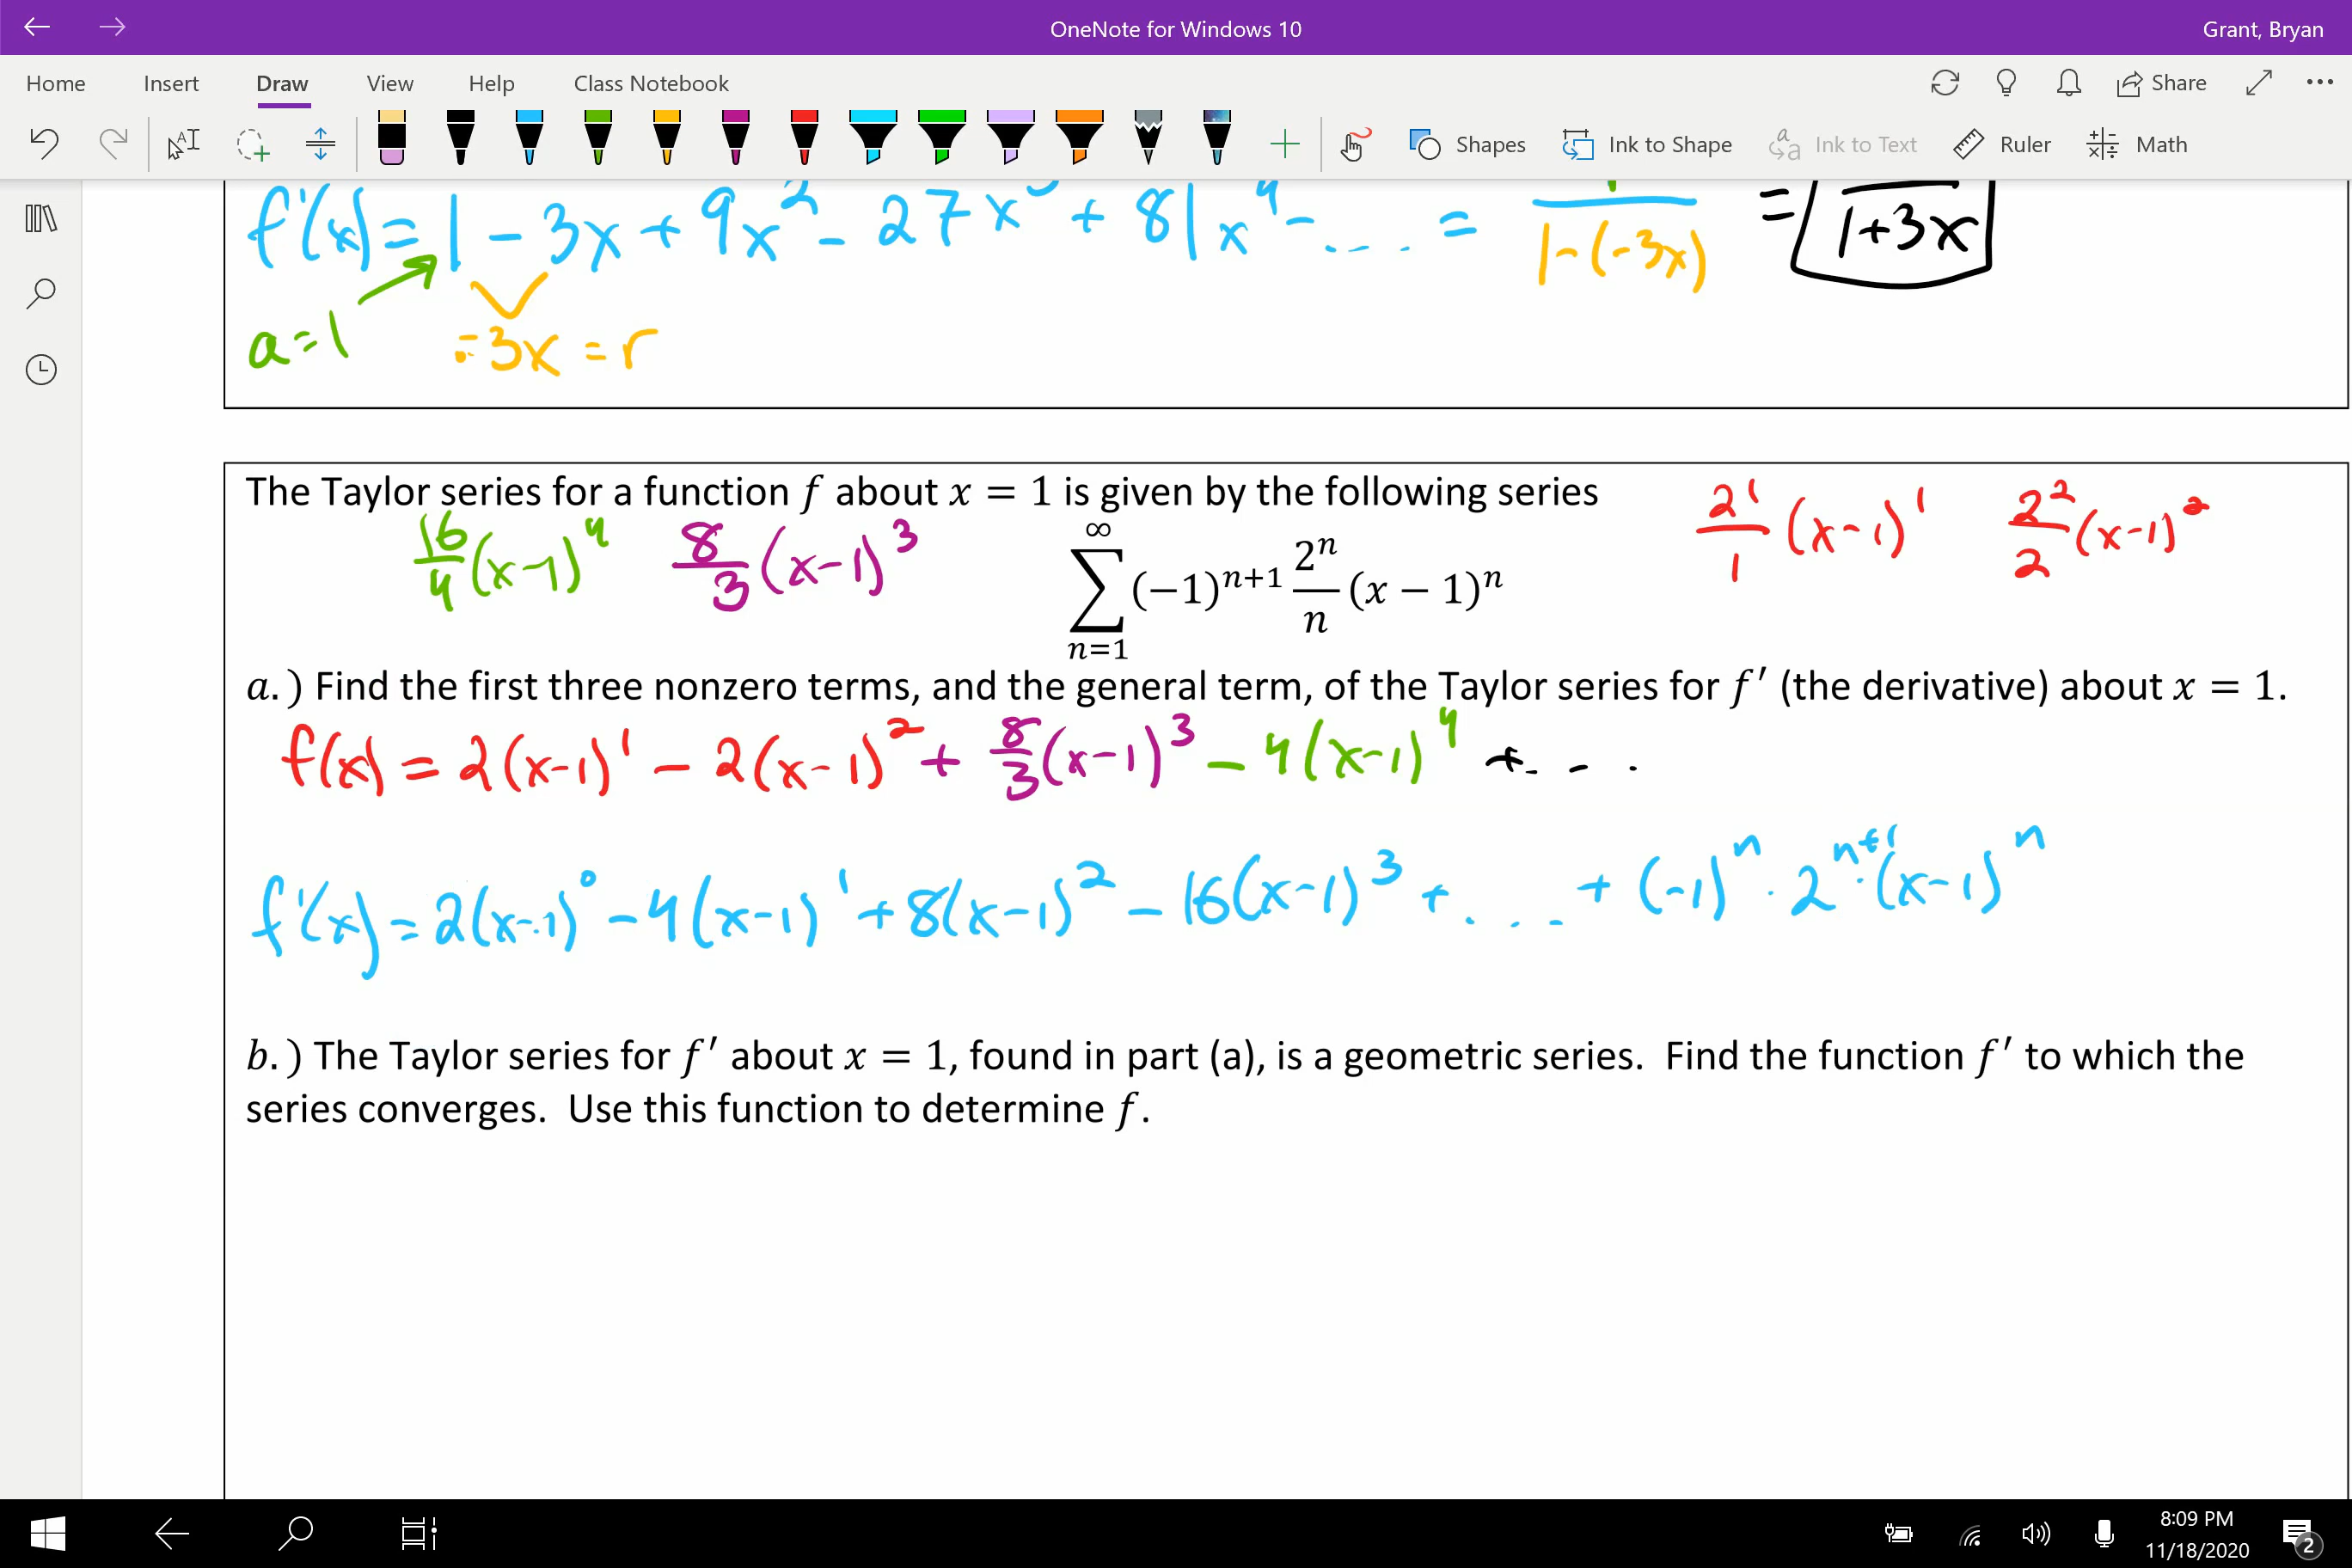 OneNote for Windows 10
Grant, Bryan
Home Insert Draw View Help Class Notebook Share
Shapes Ink to Shape Ink to Text Ruler Math
f'(x) = 1 - 3x + 9x² - 27x³ + 81x⁴ - .... = 1/(1-(-3x)) = 1/(1+3x)
a=1 -3x = r
The Taylor series for a function f about x = 1 is given by the following series
16/4 (x-1)⁴ 8/3 (x-1)³ ∑_{n=1}^{∞} (−1)^{n+1} 2^n/n (x − 1)^n 2¹/1 (x-1)¹ 2²/2 (x-1)²
a.) Find the first three nonzero terms, and the general term, of the Taylor series for f′ (the derivative) about x = 1.
f(x) = 2(x-1)¹ - 2(x-1)² + 8/3 (x-1)³ - 4(x-1)⁴ + ...
f'(x) = 2(x-1)⁰ - 4(x-1)¹ + 8(x-1)² - 16(x-1)³ + .... + (-1)^n · 2^{n+1} · (x-1)^n
b.) The Taylor series for f′ about x = 1, found in part (a), is a geometric series. Find the function f′ to which the
series converges. Use this function to determine f.
8:09 PM
11/18/2020
2